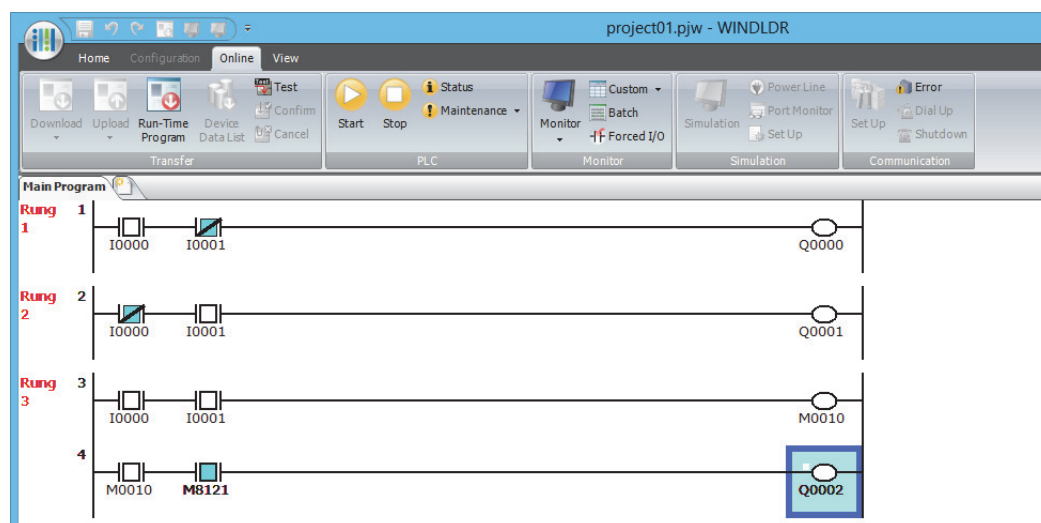 project01.pjw - WINDLDR
Home Configuration Online View
Download Upload Run-Time Program Device Data List Test Confirm Cancel
Transfer
Start Stop Status Maintenance
PLC
Monitor Custom Batch Forced I/O
Monitor
Simulation Power Line Port Monitor Set Up
Simulation
Set Up Error Dial Up Shutdown
Communication
Main Program
Rung 1 1
I0000 I0001 Q0000
Rung 2 2
I0000 I0001 Q0001
Rung 3 3
I0000 I0001 M0010
4
M0010 M8121 Q0002